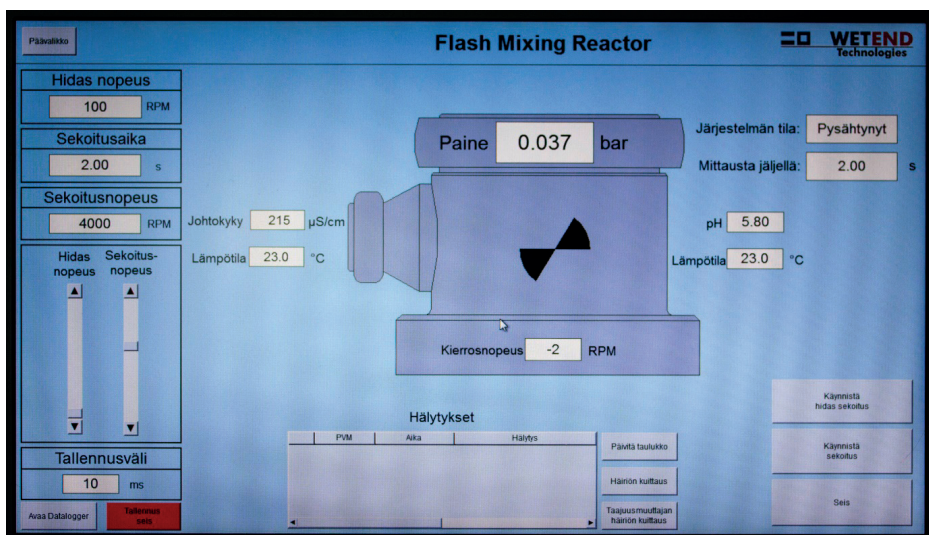 Päävalikko
Flash Mixing Reactor
WETEND
Technologies
Hidas nopeus
100 RPM
Sekoitusaika
2.00 s
Sekoitusnopeus
4000 RPM
Hidas nopeus
Sekoitus-
nopeus
Tallennusväli
10 ms
Avaa Datalogger
Tallennus
seis
Paine 0.037 bar
Johtokyky 215 µS/cm
Lämpötila 23.0 °C
Järjestelmän tila: Pysähtynyt
Mittausta jäljellä: 2.00 s
pH 5.80
Lämpötila 23.0 °C
Kierrosnopeus -2 RPM
Hälytykset
PVM Aika Hälytys
Päivitä taulukko
Häiriön kuittaus
Taajuusmuuttajan
häiriön kuittaus
Käynnistä
hidas sekoitus
Käynnistä
sekoitus
Seis